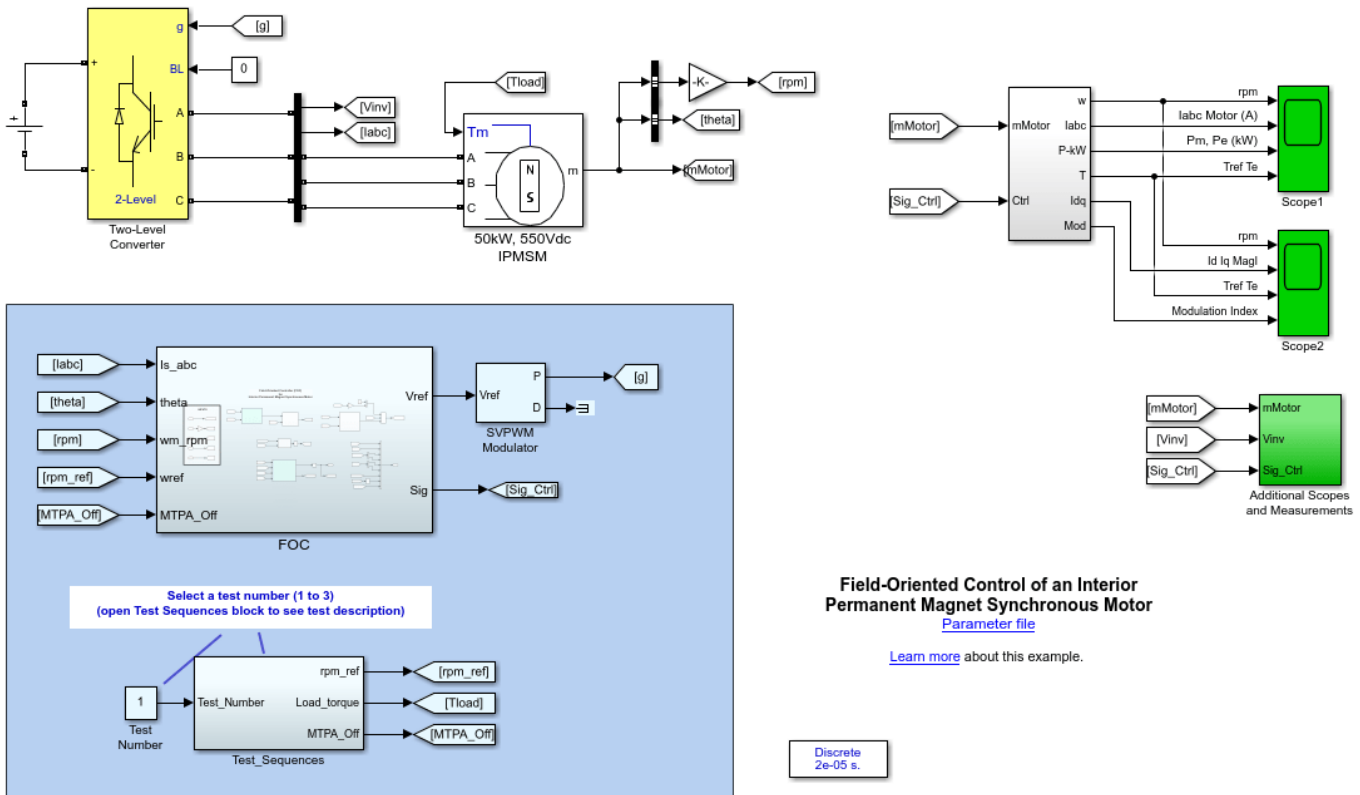 g
[g]
BL
0
+
-
A
B
C
2-Level
Two-Level
Converter
+
[Vinv]
[Iabc]
[Tload]
Tm
A
B
C
N
S
m
50kW, 550Vdc
IPMSM
-K-
[rpm]
[theta]
[mMotor]
[mMotor]
[Sig_Ctrl]
mMotor
Ctrl
w
Iabc
P-kW
T
Idq
Mod
rpm
Iabc Motor (A)
Pm, Pe (kW)
Tref Te
Scope1
rpm
Id Iq MagI
Tref Te
Modulation Index
Scope2
[Iabc]
[theta]
[rpm]
[rpm_ref]
[MTPA_Off]
Is_abc
theta
wm_rpm
wref
MTPA_Off
Vref
Sig
FOC
Vref
P
D
SVPWM
Modulator
[g]
[Sig_Ctrl]
[mMotor]
[Vinv]
[Sig_Ctrl]
mMotor
Vinv
Sig_Ctrl
Additional Scopes
and Measurements
Select a test number (1 to 3)
(open Test Sequences block to see test description)
1
Test
Number
Test_Number
rpm_ref
Load_torque
MTPA_Off
Test_Sequences
[rpm_ref]
[Tload]
[MTPA_Off]
Field-Oriented Control of an Interior
Permanent Magnet Synchronous Motor
Parameter file
Learn more about this example.
Discrete
2e-05 s.